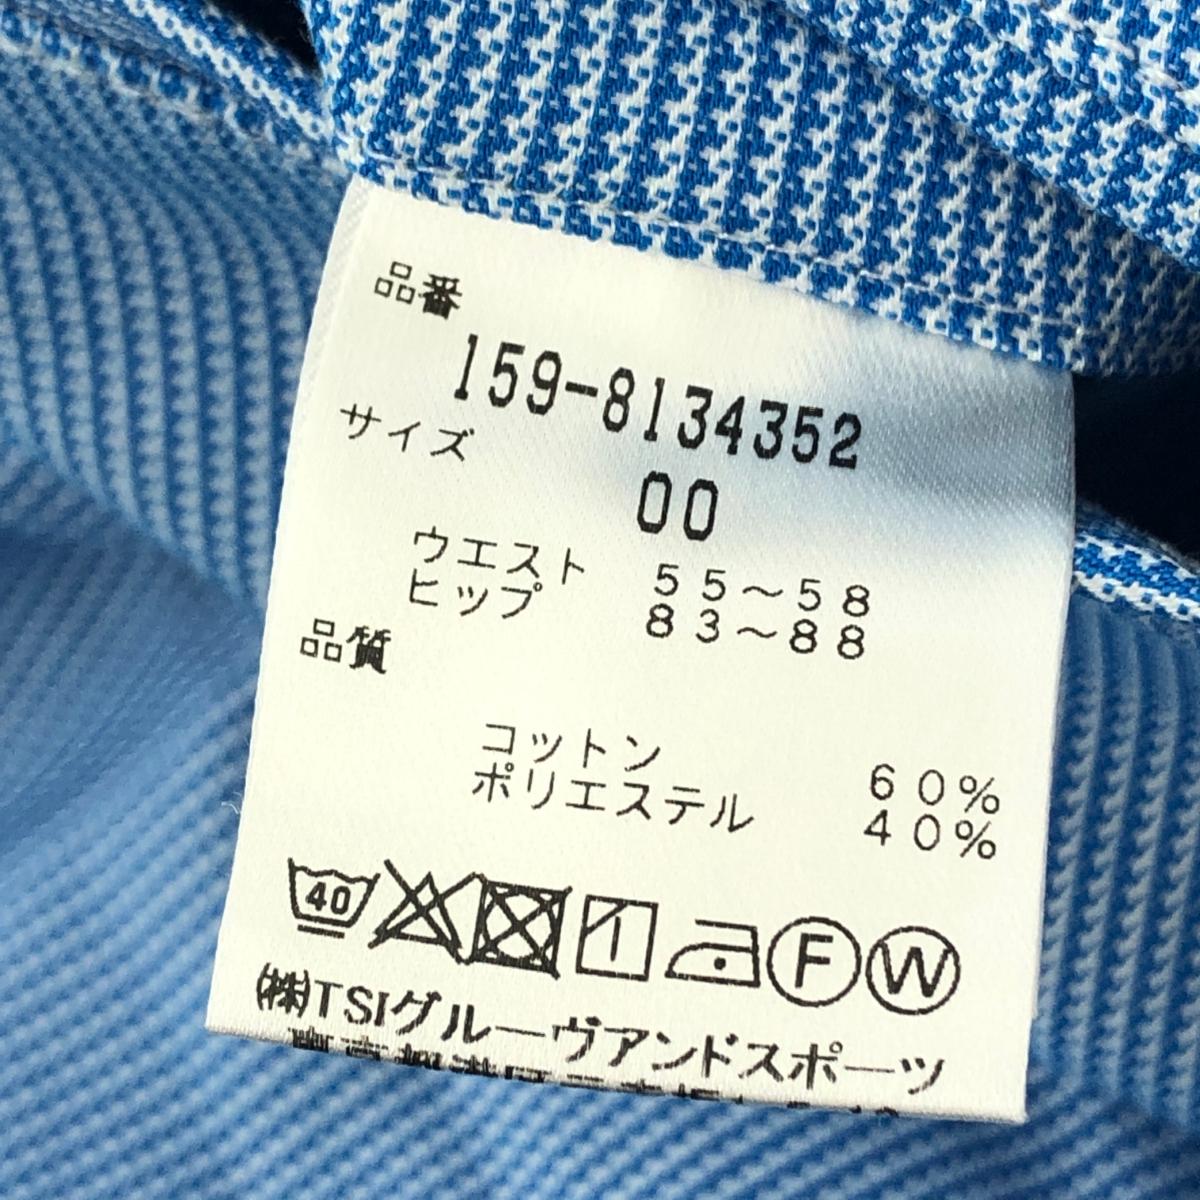 品番
159-8134352
サイズ
00
ウエスト 55~58
ヒップ 83~88
品質
コットン 60%
ポリエステル 40%
40 F W
㈱TSIグルーヴアンドスポーツ